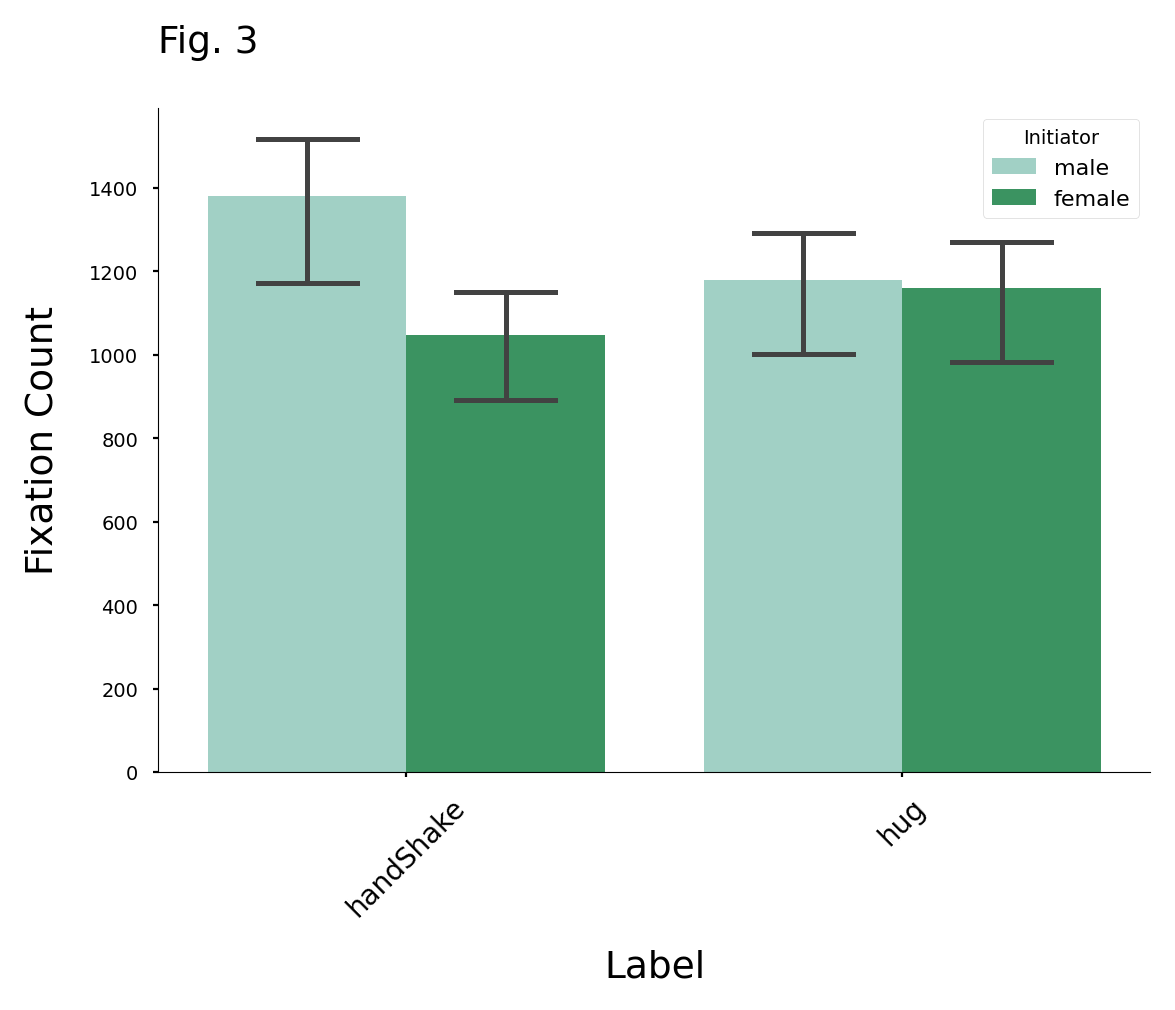 Fig. 3
Initiator
male
female
1400
1200
1000
800
600
400
200
0
Fixation Count
handShake
hug
Label